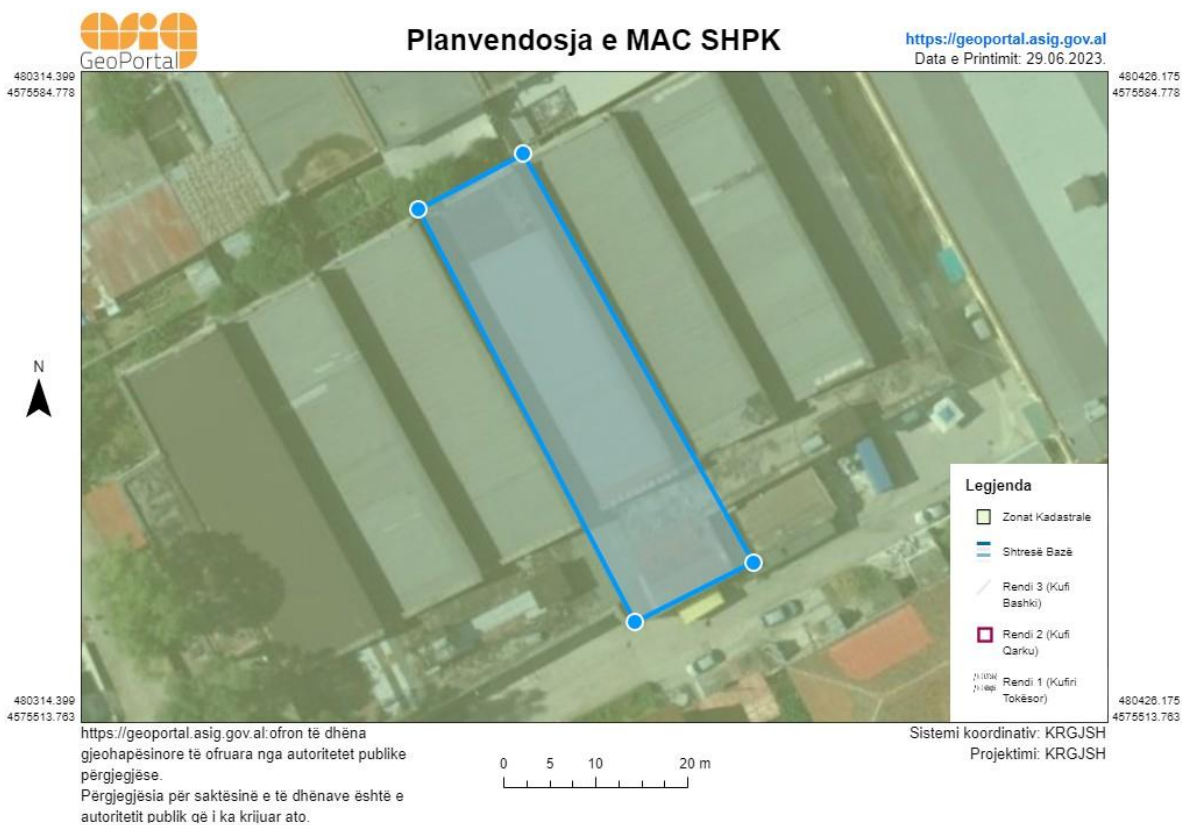 asig
GeoPortal
Planvendosja e MAC SHPK
https://geoportal.asig.gov.al
Data e Printimit: 29.06.2023.
480314.399
4575584.778
480426.175
4575584.778
N
Legjenda
Zonat Kadastrale
Shtresë Bazë
Rendi 3 (Kufi
Bashki)
Rendi 2 (Kufi
Qarku)
Rendi 1 (Kufiri
Tokësor)
480314.399
4575513.763
480426.175
4575513.763
https://geoportal.asig.gov.al:ofron të dhëna
gjeohapësinore të ofruara nga autoritetet publike
përgjegjëse.
Përgjegjësia për saktësinë e të dhënave është e
autoritetit publik që i ka krijuar ato.
0 5 10 20 m
Sistemi koordinativ: KRGJSH
Projektimi: KRGJSH